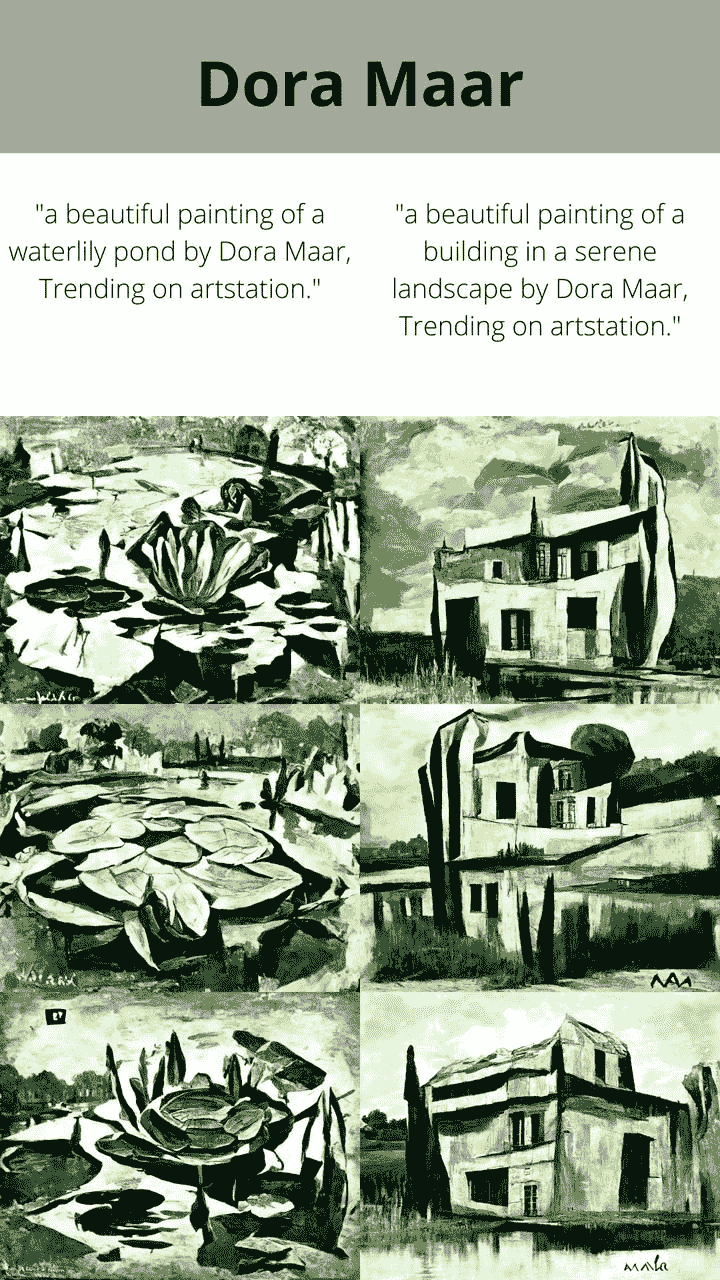 Dora Maar
"a beautiful painting of a
waterlily pond by Dora Maar,
Trending on artstation."
"a beautiful painting of a
building in a serene
landscape by Dora Maar,
Trending on artstation."